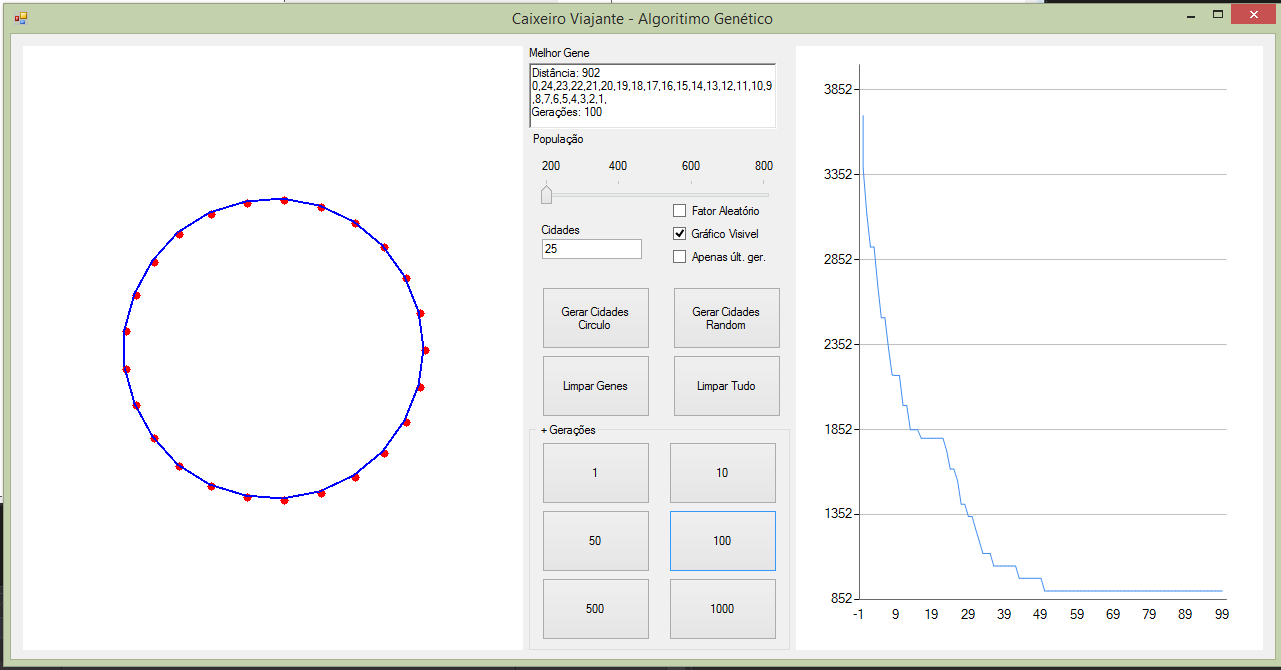 Caixeiro Viajante - Algoritimo Genético
Melhor Gene
Distância: 902
0,24,23,22,21,20,19,18,17,16,15,14,13,12,11,10,9
,8,7,6,5,4,3,2,1,
Gerações: 100
População
200 400 600 800
Fator Aleatório
Cidades
Gráfico Visivel
25
Apenas últ. ger.
Gerar Cidades
Circulo
Gerar Cidades
Random
Limpar Genes
Limpar Tudo
+ Gerações
1
10
50
100
500
1000
3852
3352
2852
2352
1852
1352
852
-1 9 19 29 39 49 59 69 79 89 99